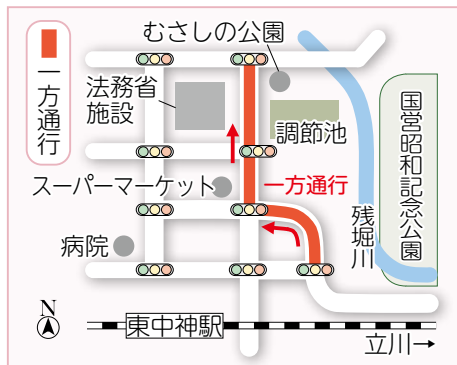 一方通行
むさしの公園
法務省
施設
調節池
国営昭和記念公園
スーパーマーケット
一方通行
残堀川
病院
N
東中神駅
立川→